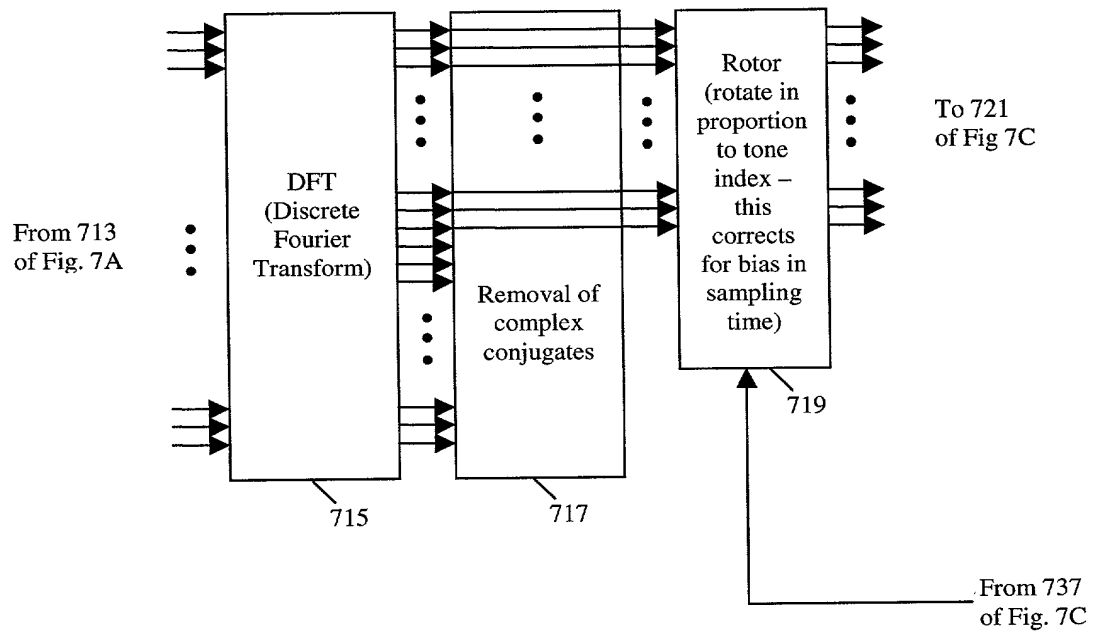 From 713
of Fig. 7A
DFT
(Discrete
Fourier
Transform)
715
Removal of
complex
conjugates
717
Rotor
(rotate in
proportion
to tone
index –
this
corrects
for bias in
sampling
time)
719
To 721
of Fig 7C
From 737
of Fig. 7C